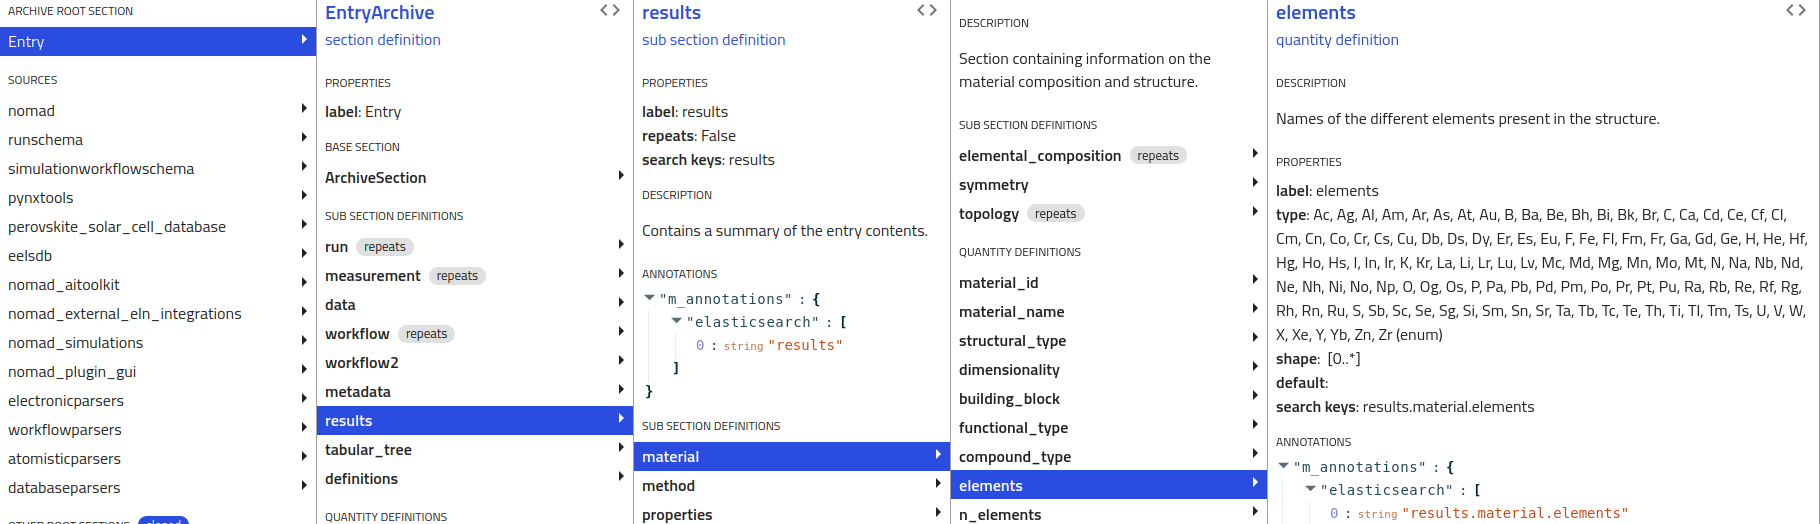 ARCHIVE ROOT SECTION
Entry
SOURCES
nomad
runschema
simulationworkflowschema
pynxtools
perovskite_solar_cell_database
eelsdb
nomad_aitoolkit
nomad_external_eln_integrations
nomad_simulations
nomad_plugin_gui
electronicparsers
workflowparsers
atomisticparsers
databaseparsers
OTHER ROOT SECTIONS closed
EntryArchive <>
section definition
PROPERTIES
label: Entry
BASE SECTION
ArchiveSection
SUB SECTION DEFINITIONS
run repeats
measurement repeats
data
workflow repeats
workflow2
metadata
results
tabular_tree
definitions
QUANTITY DEFINITIONS
results <>
sub section definition
PROPERTIES
label: results
repeats: False
search keys: results
DESCRIPTION
Contains a summary of the entry contents.
ANNOTATIONS
"m_annotations" : {
"elasticsearch" : [
0 : string "results"
]
}
SUB SECTION DEFINITIONS
material
method
properties
DESCRIPTION
Section containing information on the
material composition and structure.
SUB SECTION DEFINITIONS
elemental_composition repeats
symmetry
topology repeats
QUANTITY DEFINITIONS
material_id
material_name
structural_type
dimensionality
building_block
functional_type
compound_type
elements
n_elements
elements <>
quantity definition
DESCRIPTION
Names of the different elements present in the structure.
PROPERTIES
label: elements
type: Ac, Ag, Al, Am, Ar, As, At, Au, B, Ba, Be, Bh, Bi, Bk, Br, C, Ca, Cd, Ce, Cf, Cl,
Cm, Cn, Co, Cr, Cs, Cu, Db, Ds, Dy, Er, Es, Eu, F, Fe, Fl, Fm, Fr, Ga, Gd, Ge, H, He, Hf,
Hg, Ho, Hs, I, In, Ir, K, Kr, La, Li, Lr, Lu, Lv, Mc, Md, Mg, Mn, Mo, Mt, N, Na, Nb, Nd,
Ne, Nh, Ni, No, Np, O, Og, Os, P, Pa, Pb, Pd, Pm, Po, Pr, Pt, Pu, Ra, Rb, Re, Rf, Rg,
Rh, Rn, Ru, S, Sb, Sc, Se, Sg, Si, Sm, Sn, Sr, Ta, Tb, Tc, Te, Th, Ti, Tl, Tm, Ts, U, V, W,
X, Xe, Y, Yb, Zn, Zr (enum)
shape: [0..*]
default:
search keys: results.material.elements
ANNOTATIONS
"m_annotations" : {
"elasticsearch" : [
0 : string "results.material.elements"